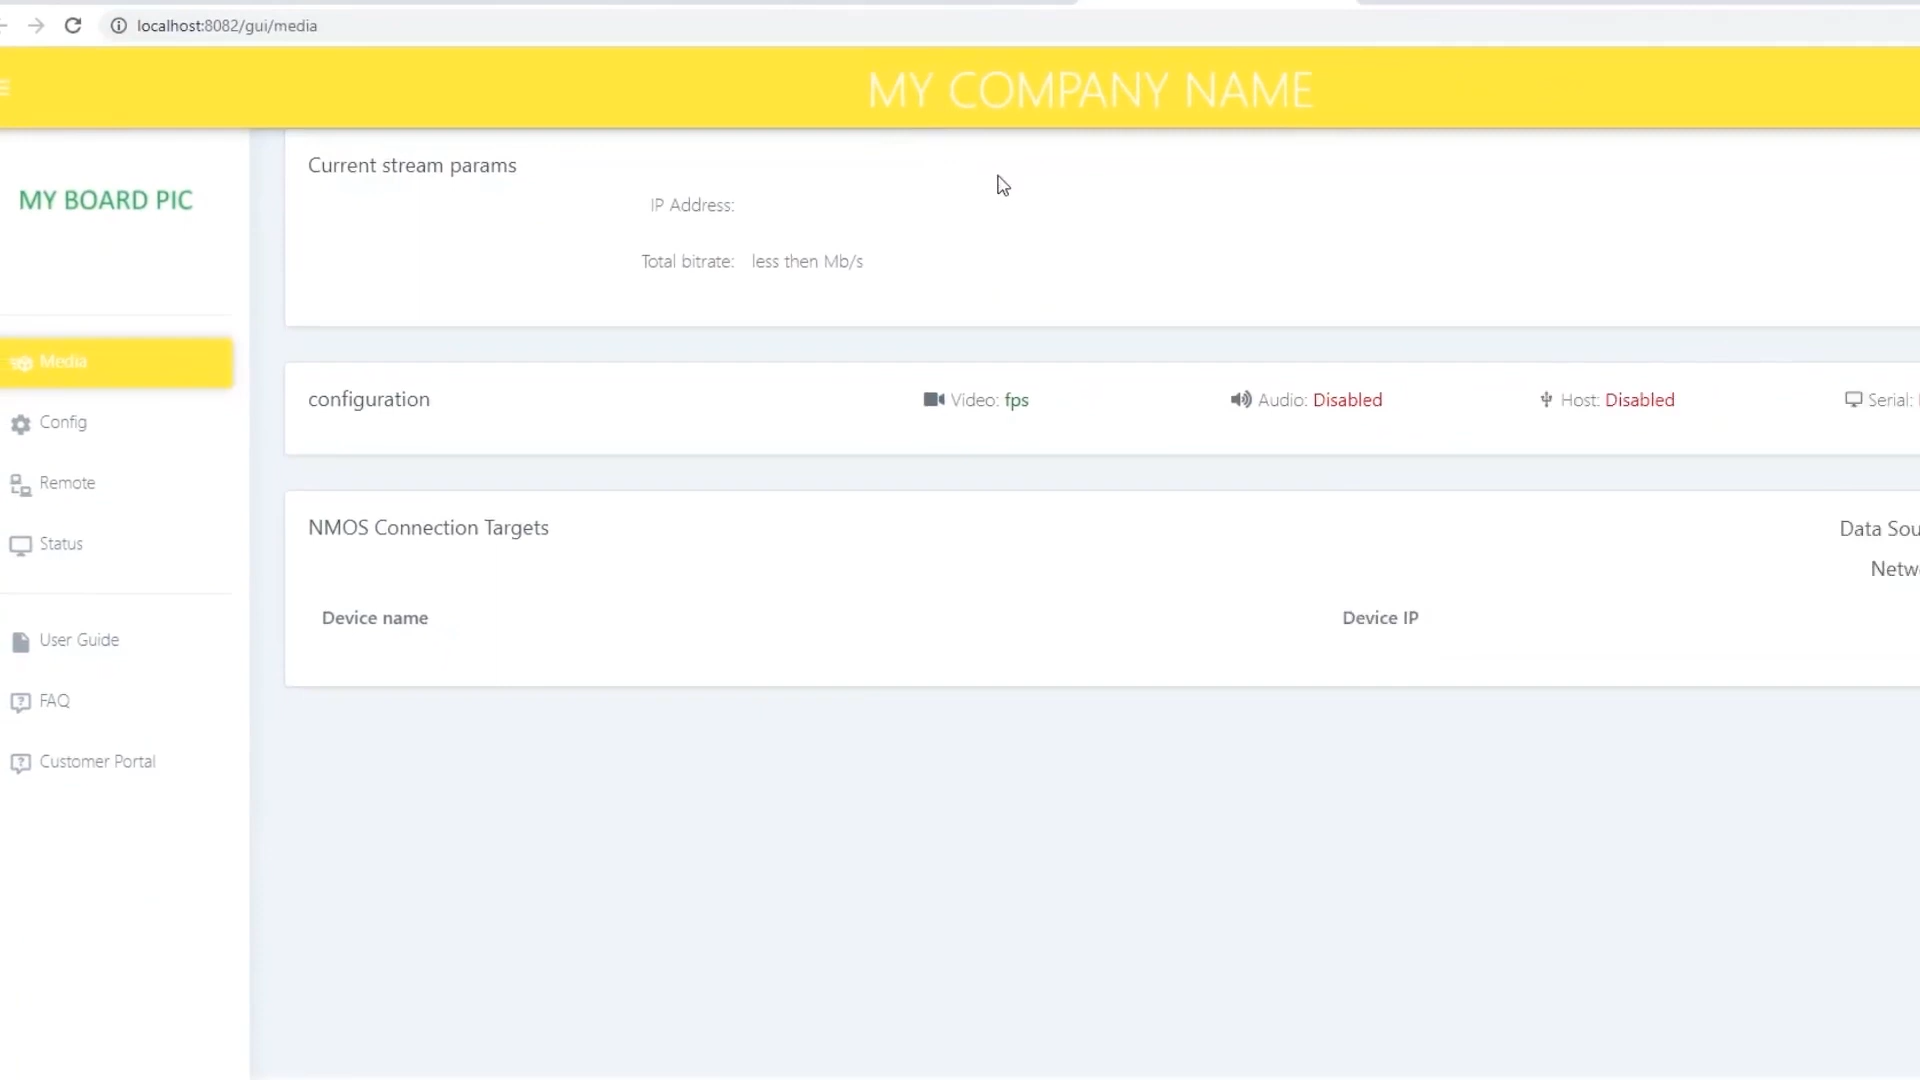 localhost:8082/gui/media
MY COMPANY NAME
MY BOARD PIC
Media
Config
Remote
Status
User Guide
FAQ
Customer Portal
Current stream params
IP Address:
Total bitrate: less then Mb/s
configuration
Video: fps
Audio: Disabled
Host: Disabled
Serial:
NMOS Connection Targets
Data Sou
Netw
Device name
Device IP